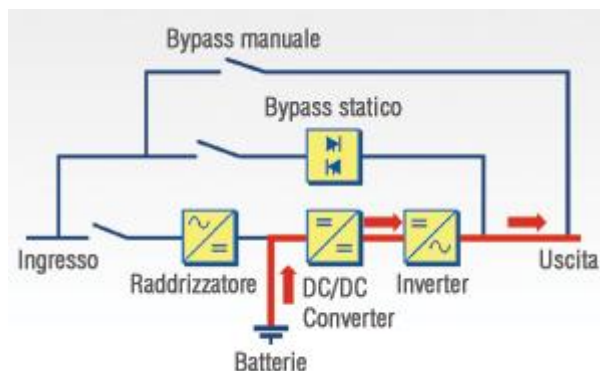 Bypass manuale
Bypass statico
Ingresso
Raddrizzatore
DC/DC
Converter
Inverter
Uscita
Batterie